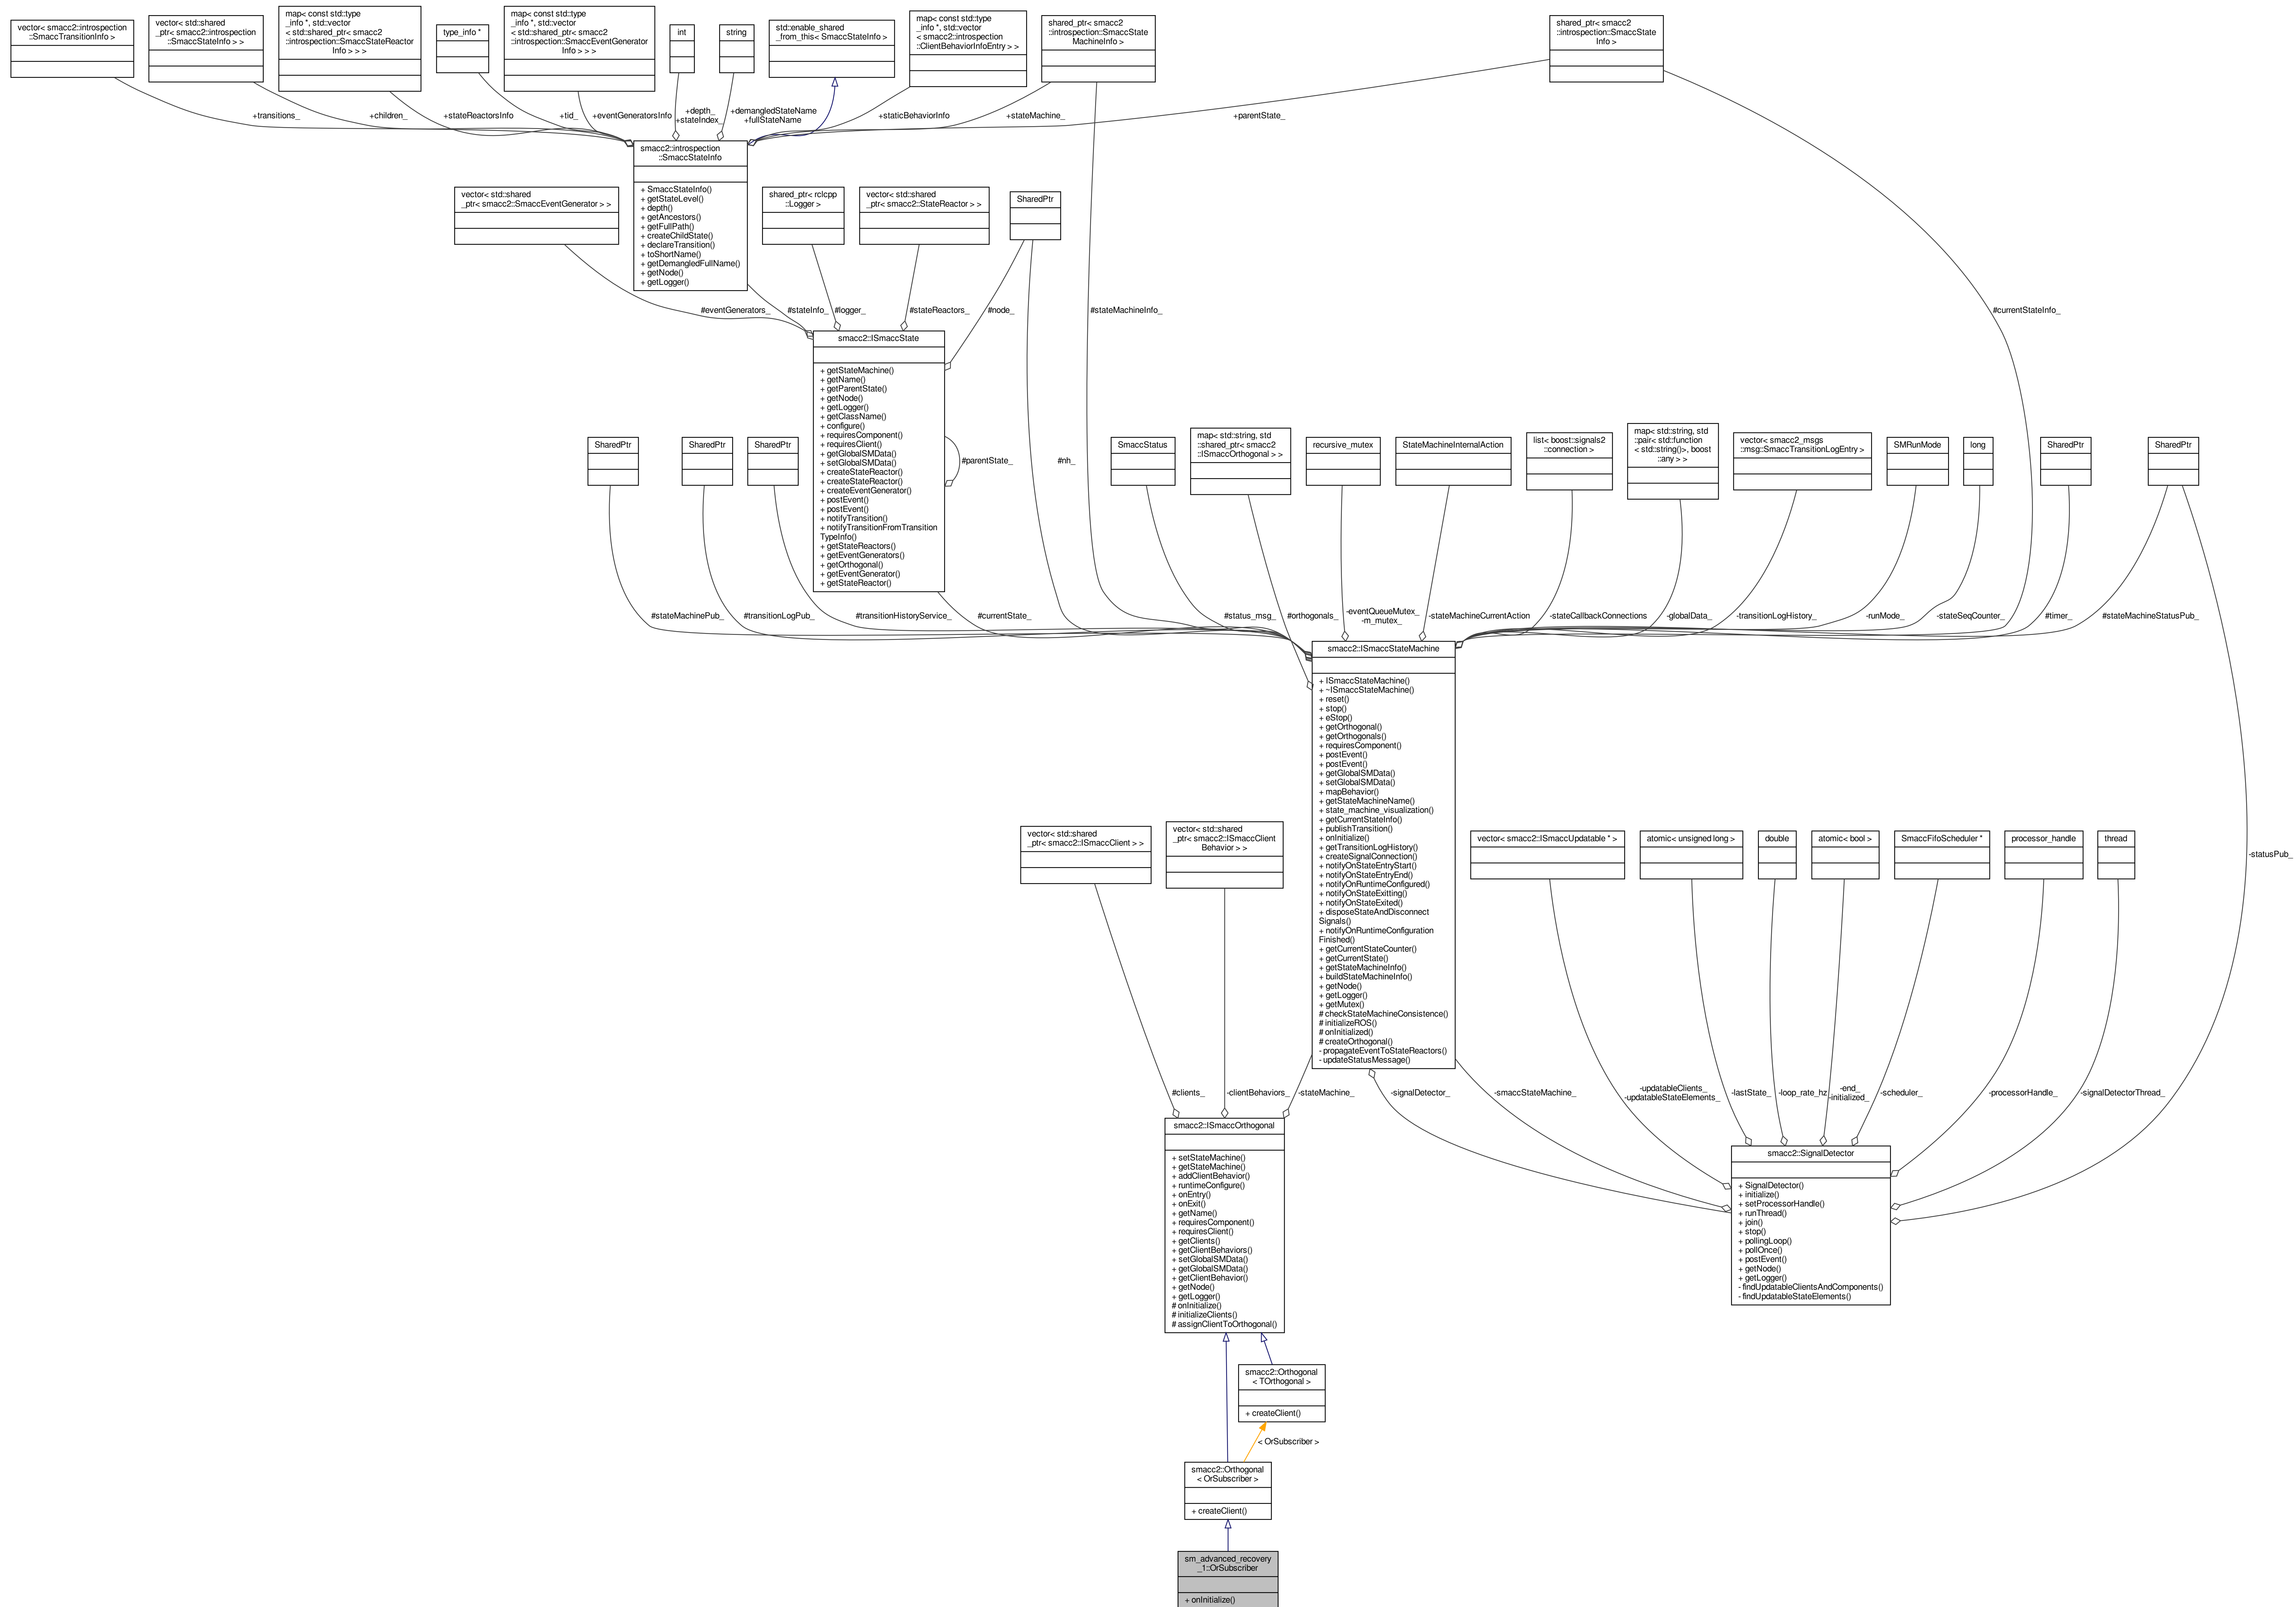 vector< smacc2::introspection
::SmaccTransitionInfo >
vector< std::shared
_ptr< smacc2::introspection
::SmaccStateInfo > >
map< const std::type
_info *, std::vector
< std::shared_ptr< smacc2
::introspection::SmaccStateReactor
Info > > >
type_info *
map< const std::type
_info *, std::vector
< std::shared_ptr< smacc2
::introspection::SmaccEventGenerator
Info > > >
int
string
std::enable_shared
_from_this< SmaccStateInfo >
map< const std::type
_info *, std::vector
< smacc2::introspection
::ClientBehaviorInfoEntry > >
shared_ptr< smacc2
::introspection::SmaccState
MachineInfo >
shared_ptr< smacc2
::introspection::SmaccState
Info >
+transitions_
+children_
+stateReactorsInfo
+tid_
+eventGeneratorsInfo
+depth_
+stateIndex_
+demangledStateName
+fullStateName
+staticBehaviorInfo
+stateMachine_
+parentState_
smacc2::introspection
::SmaccStateInfo
+ SmaccStateInfo()
+ getStateLevel()
+ depth()
+ getAncestors()
+ getFullPath()
+ createChildState()
+ declareTransition()
+ toShortName()
+ getDemangledFullName()
+ getNode()
+ getLogger()
vector< std::shared
_ptr< smacc2::SmaccEventGenerator > >
shared_ptr< rclcpp
::Logger >
vector< std::shared
_ptr< smacc2::StateReactor > >
SharedPtr
#eventGenerators_
#stateInfo_
#logger_
#stateReactors_
#node_
#stateMachineInfo_
#currentStateInfo_
smacc2::ISmaccState
+ getStateMachine()
+ getName()
+ getParentState()
+ getNode()
+ getLogger()
+ getClassName()
+ configure()
+ requiresComponent()
+ requiresClient()
+ getGlobalSMData()
+ setGlobalSMData()
+ createStateReactor()
+ createStateReactor()
+ createEventGenerator()
+ postEvent()
+ postEvent()
+ notifyTransition()
+ notifyTransitionFromTransition
TypeInfo()
+ getStateReactors()
+ getEventGenerators()
+ getOrthogonal()
+ getEventGenerator()
+ getStateReactor()
#parentState_
#nh_
SharedPtr
SharedPtr
SharedPtr
SmaccStatus
map< std::string, std
::shared_ptr< smacc2
::ISmaccOrthogonal > >
recursive_mutex
StateMachineInternalAction
list< boost::signals2
::connection >
map< std::string, std
::pair< std::function
< std::string()>, boost
::any > >
vector< smacc2_msgs
::msg::SmaccTransitionLogEntry >
SMRunMode
long
SharedPtr
SharedPtr
#stateMachinePub_
#transitionLogPub_
#transitionHistoryService_
#currentState_
#status_msg_
#orthogonals_
-eventQueueMutex_
-m_mutex_
-stateMachineCurrentAction
-stateCallbackConnections
-globalData_
-transitionLogHistory_
-runMode_
-stateSeqCounter_
#timer_
#stateMachineStatusPub_
smacc2::ISmaccStateMachine
+ ISmaccStateMachine()
+ ~ISmaccStateMachine()
+ reset()
+ stop()
+ eStop()
+ getOrthogonal()
+ getOrthogonals()
+ requiresComponent()
+ postEvent()
+ postEvent()
+ getGlobalSMData()
+ setGlobalSMData()
+ mapBehavior()
+ getStateMachineName()
+ state_machine_visualization()
+ getCurrentStateInfo()
+ publishTransition()
+ onInitialize()
+ getTransitionLogHistory()
+ createSignalConnection()
+ notifyOnStateEntryStart()
+ notifyOnStateEntryEnd()
+ notifyOnRuntimeConfigured()
+ notifyOnStateExitting()
+ notifyOnStateExited()
+ disposeStateAndDisconnect
Signals()
+ notifyOnRuntimeConfiguration
Finished()
+ getCurrentStateCounter()
+ getCurrentState()
+ getStateMachineInfo()
+ buildStateMachineInfo()
+ getNode()
+ getLogger()
+ getMutex()
# checkStateMachineConsistence()
# initializeROS()
# onInitialized()
# createOrthogonal()
- propagateEventToStateReactors()
- updateStatusMessage()
vector< std::shared
_ptr< smacc2::ISmaccClient > >
vector< std::shared
_ptr< smacc2::ISmaccClient
Behavior > >
vector< smacc2::ISmaccUpdatable * >
atomic< unsigned long >
double
atomic< bool >
SmaccFifoScheduler *
processor_handle
thread
-statusPub_
#clients_
-clientBehaviors_
-stateMachine_
-signalDetector_
-smaccStateMachine_
-updatableClients_
-updatableStateElements_
-lastState_
-loop_rate_hz
-end_
-initialized_
-scheduler_
-processorHandle_
-signalDetectorThread_
smacc2::ISmaccOrthogonal
+ setStateMachine()
+ getStateMachine()
+ addClientBehavior()
+ runtimeConfigure()
+ onEntry()
+ onExit()
+ getName()
+ requiresComponent()
+ requiresClient()
+ getClients()
+ getClientBehaviors()
+ setGlobalSMData()
+ getGlobalSMData()
+ getClientBehavior()
+ getNode()
+ getLogger()
# onInitialize()
# initializeClients()
# assignClientToOrthogonal()
smacc2::SignalDetector
+ SignalDetector()
+ initialize()
+ setProcessorHandle()
+ runThread()
+ join()
+ stop()
+ pollingLoop()
+ pollOnce()
+ postEvent()
+ getNode()
+ getLogger()
- findUpdatableClientsAndComponents()
- findUpdatableStateElements()
smacc2::Orthogonal
< TOrthogonal >
+ createClient()
< OrSubscriber >
smacc2::Orthogonal
< OrSubscriber >
+ createClient()
sm_advanced_recovery
_1::OrSubscriber
+ onInitialize()